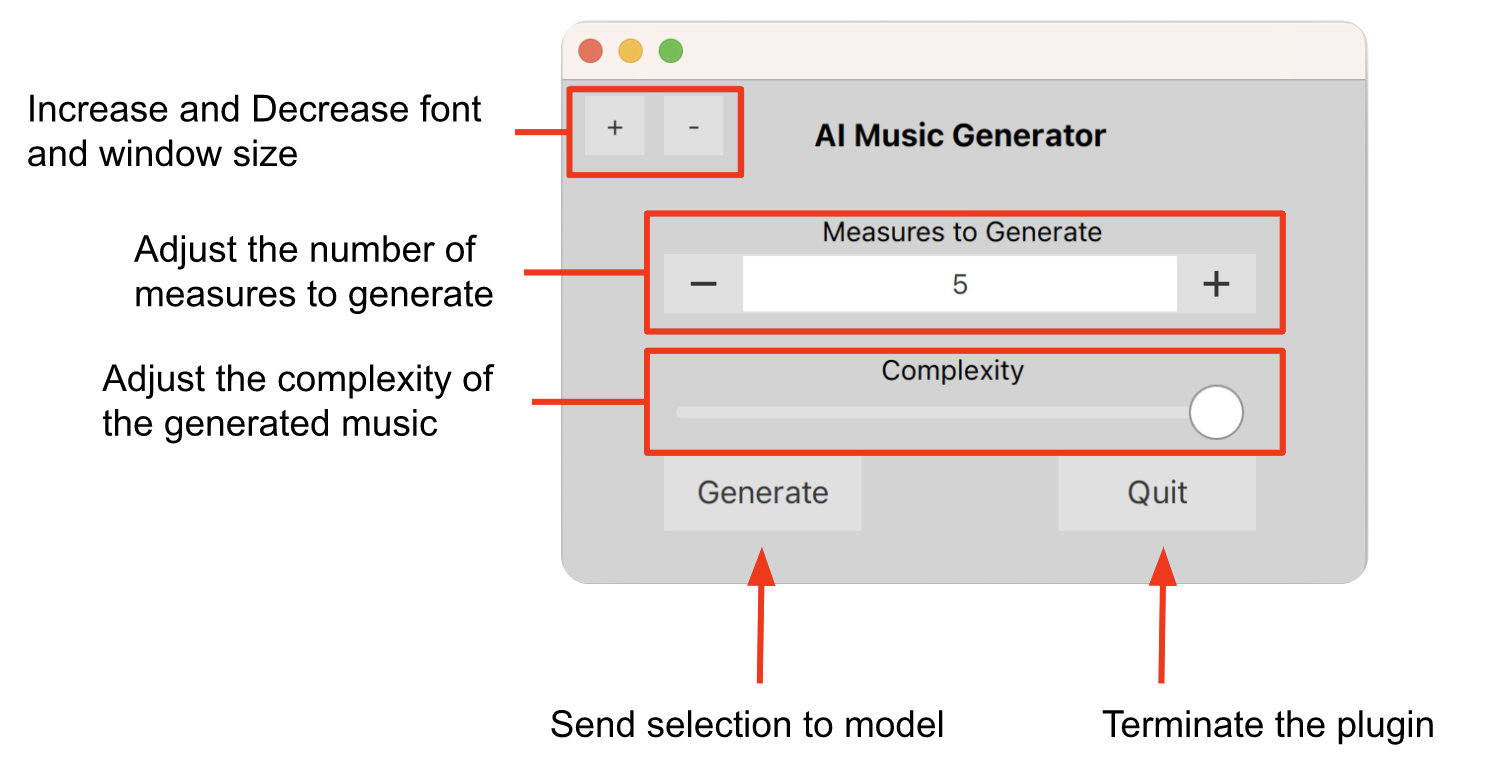 Increase and Decrease font
and window size
+ -
AI Music Generator
Adjust the number of
measures to generate
Measures to Generate
− 5 +
Adjust the complexity of
the generated music
Complexity
Generate
Quit
Send selection to model
Terminate the plugin